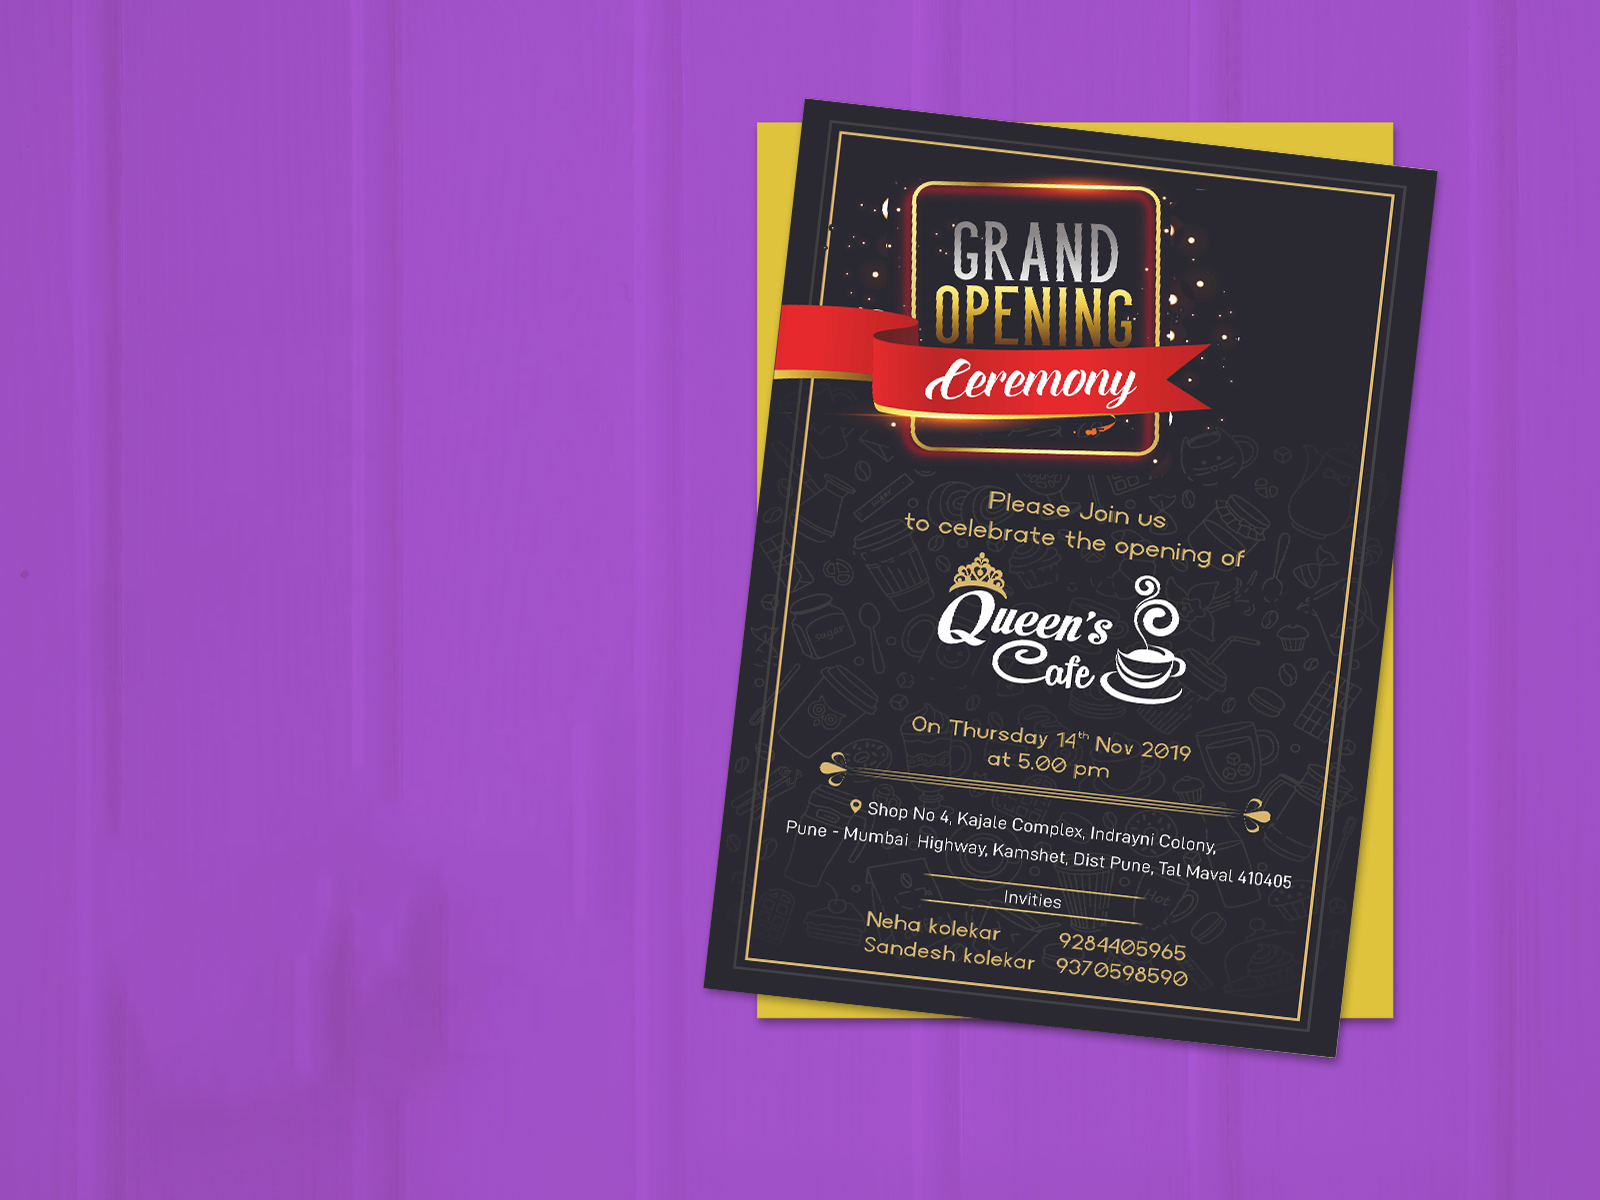 GRAND
OPENING
Ceremony
Please Join us
to celebrate the opening of
Queen's
Cafe
On Thursday 14th Nov 2019
at 5.00 pm
Shop No 4, Kajale Complex, Indrayni Colony,
Pune - Mumbai Highway, Kamshet, Dist Pune, Tal Maval 410405
Invities
Neha kolekar 9284405965
Sandesh kolekar 9370598590
sugar
Hot